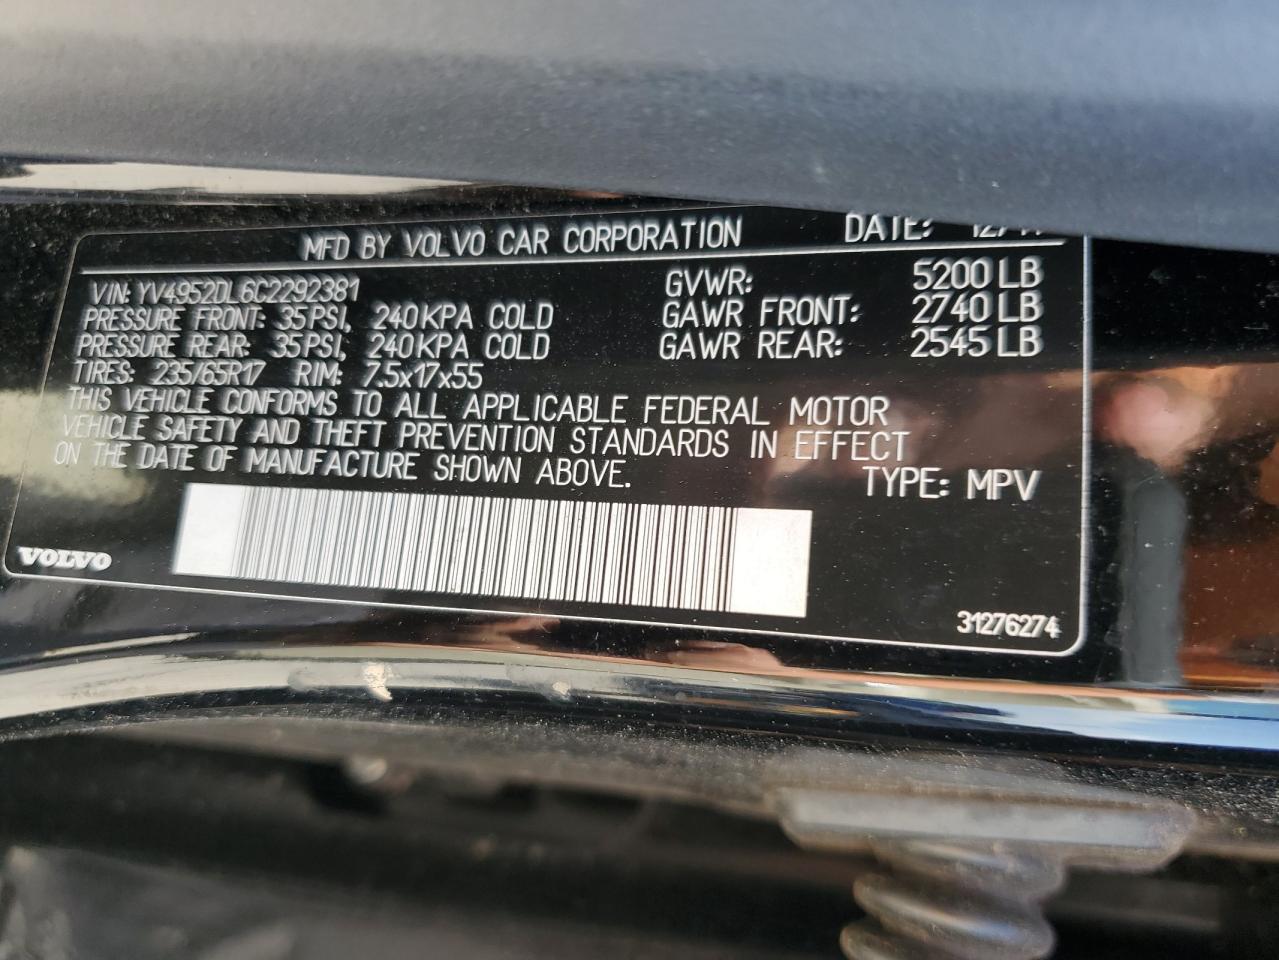 MFD BY VOLVO CAR CORPORATION DATE:
VIN: YV4952DL6C2292381 GVWR: 5200 LB
PRESSURE FRONT: 35 PSI, 240 KPA COLD GAWR FRONT: 2740 LB
PRESSURE REAR: 35 PSI, 240 KPA COLD GAWR REAR: 2545 LB
TIRES: 235/65R17 RIM: 7.5x17x55
THIS VEHICLE CONFORMS TO ALL APPLICABLE FEDERAL MOTOR
VEHICLE SAFETY AND THEFT PREVENTION STANDARDS IN EFFECT
ON THE DATE OF MANUFACTURE SHOWN ABOVE.
TYPE: MPV
VOLVO
31276274